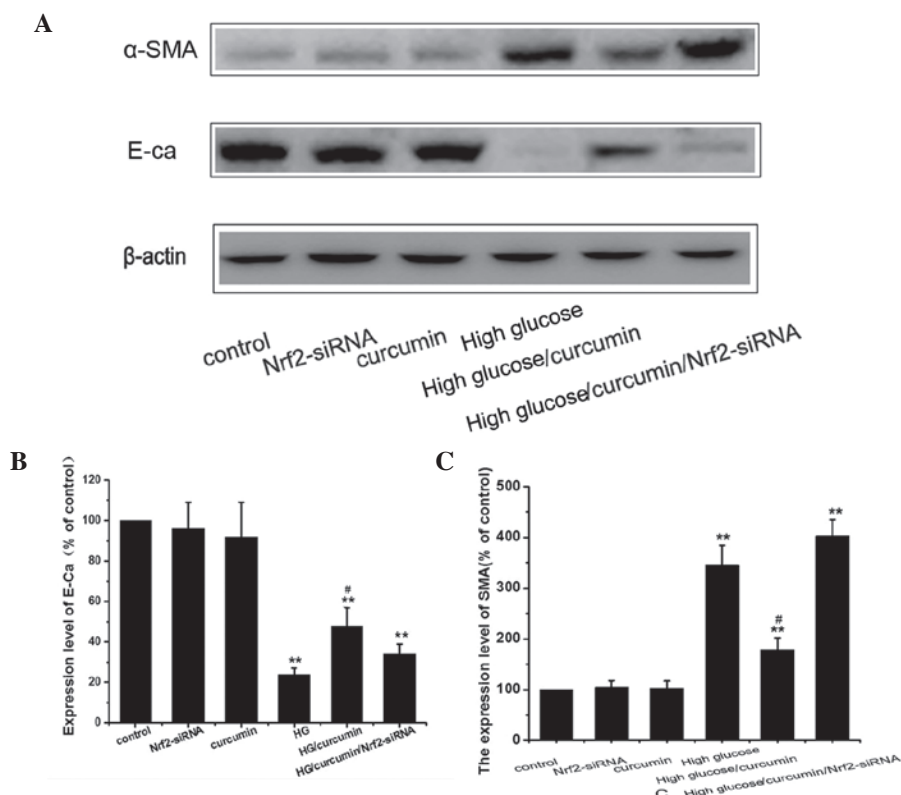 A
α-SMA
E-ca
β-actin
control
Nrf2-siRNA
curcumin
High glucose
High glucose/curcumin
High glucose/curcumin/Nrf2-siRNA
B
Expression level of E-Ca (% of control)
120
100
80
60
40
20
0
**
#
**
**
control
Nrf2-siRNA
curcumin
HG
HG/curcumin
HG/curcumin/Nrf2-siRNA
C
The expression level of SMA(% of control)
500
400
300
200
100
0
**
#
**
**
control
Nrf2-siRNA
curcumin
High glucose
High glucose/curcumin
High glucose/curcumin/Nrf2-siRNA